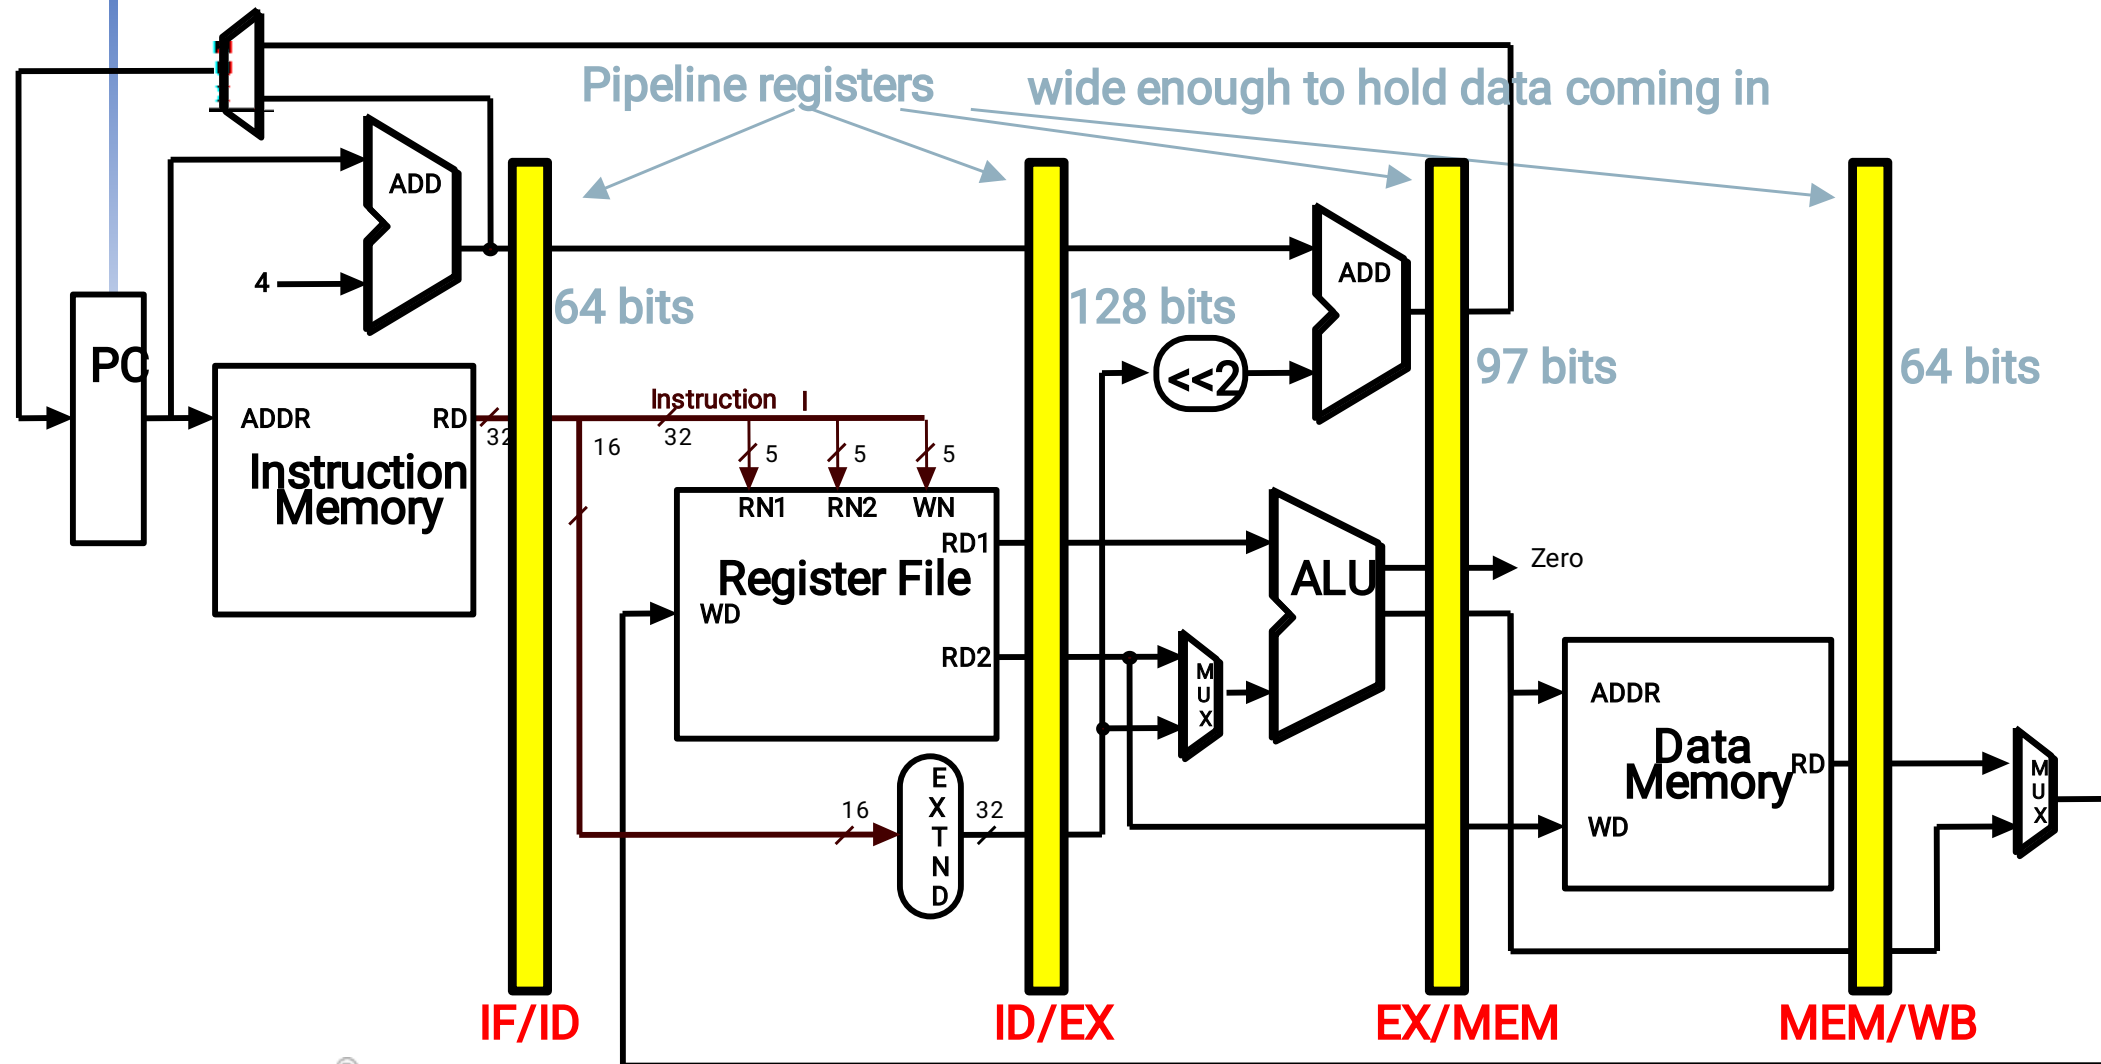 Pipeline registers wide enough to hold data coming in
ADD
4
64 bits
128 bits
ADD
97 bits
64 bits
PC
<<2
Instruction I
ADDR RD
32
16
32
5
5
5
Instruction
Memory
RN1 RN2 WN
RD1
Register File
WD
RD2
ALU
Zero
M
U
X
ADDR
Data
Memory
RD
WD
M
U
X
16
E
X
T
N
D
32
IF/ID
ID/EX
EX/MEM
MEM/WB